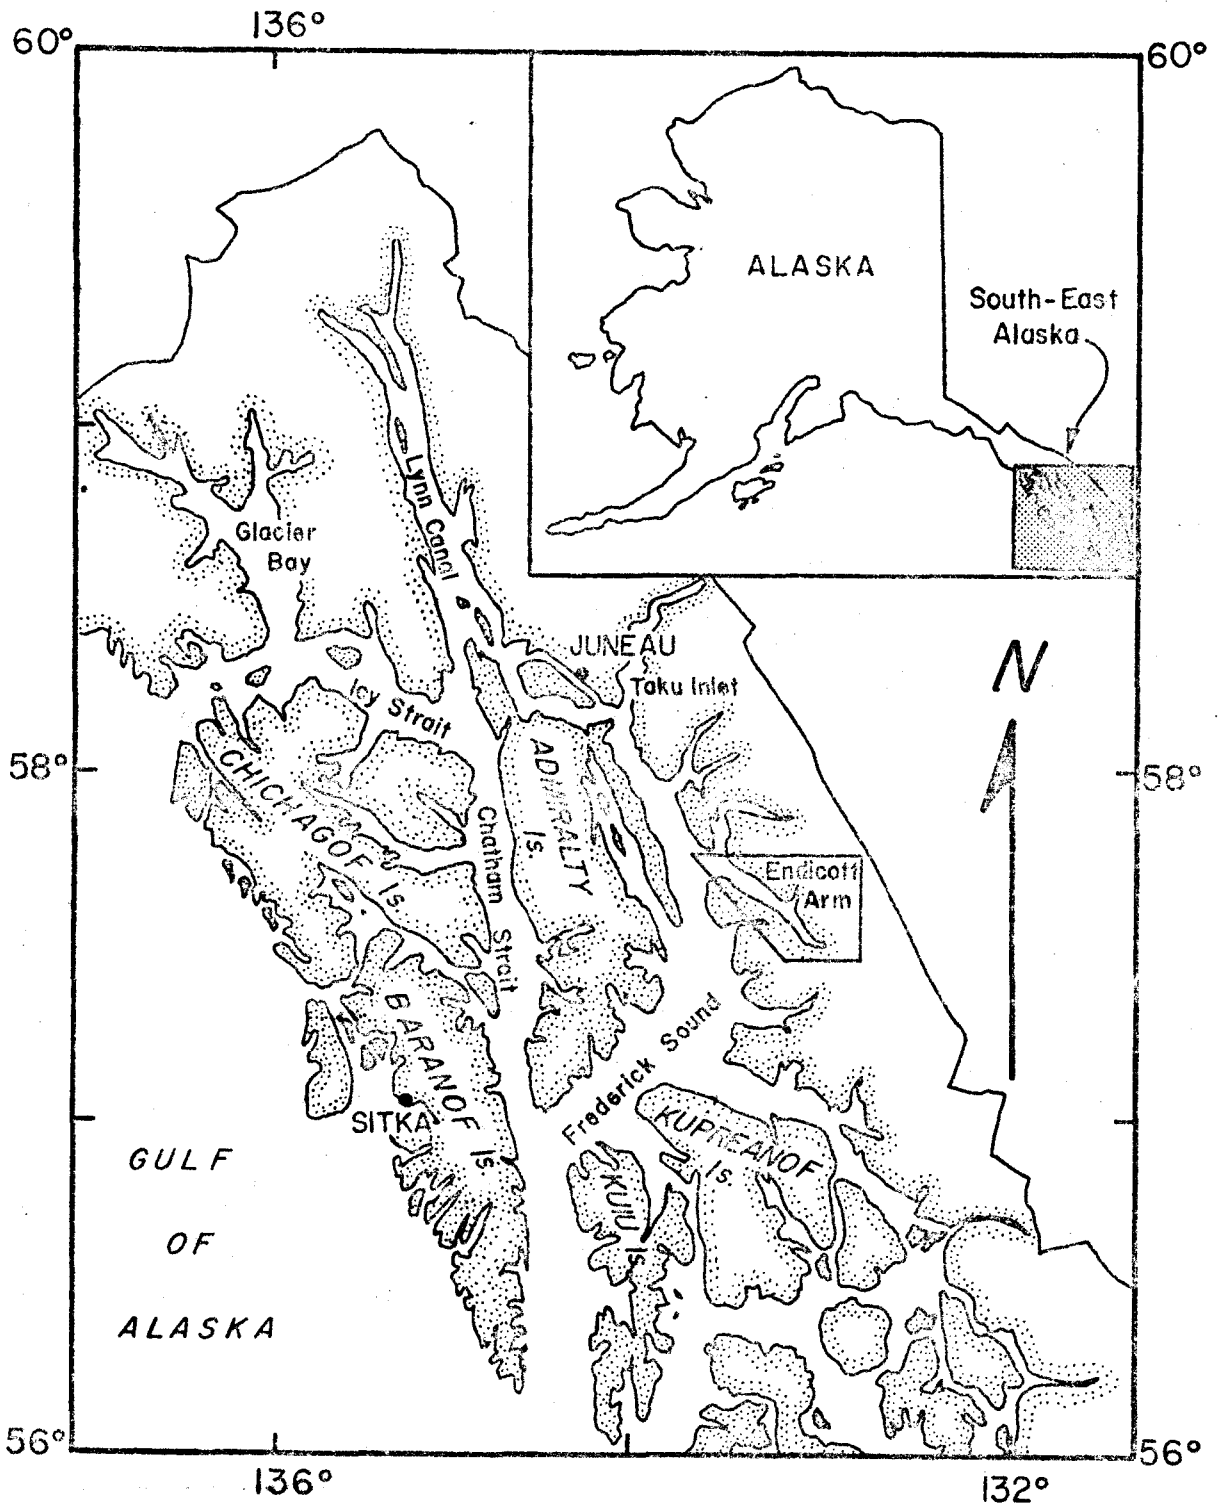 136°
60°
60°
ALASKA
South-East
Alaska
Lynn Canal
Glacier
Bay
JUNEAU
Taku Inlet
N
Icy Strait
58°
58°
CHICHAGOF Is.
ADMIRALTY
Is.
Chatham
Strait
Endicott
Arm
BARANOF
Is.
SITKA
Frederick Sound
KUPREANOF
Is.
KUIU Is.
GULF
OF
ALASKA
56°
56°
136°
132°